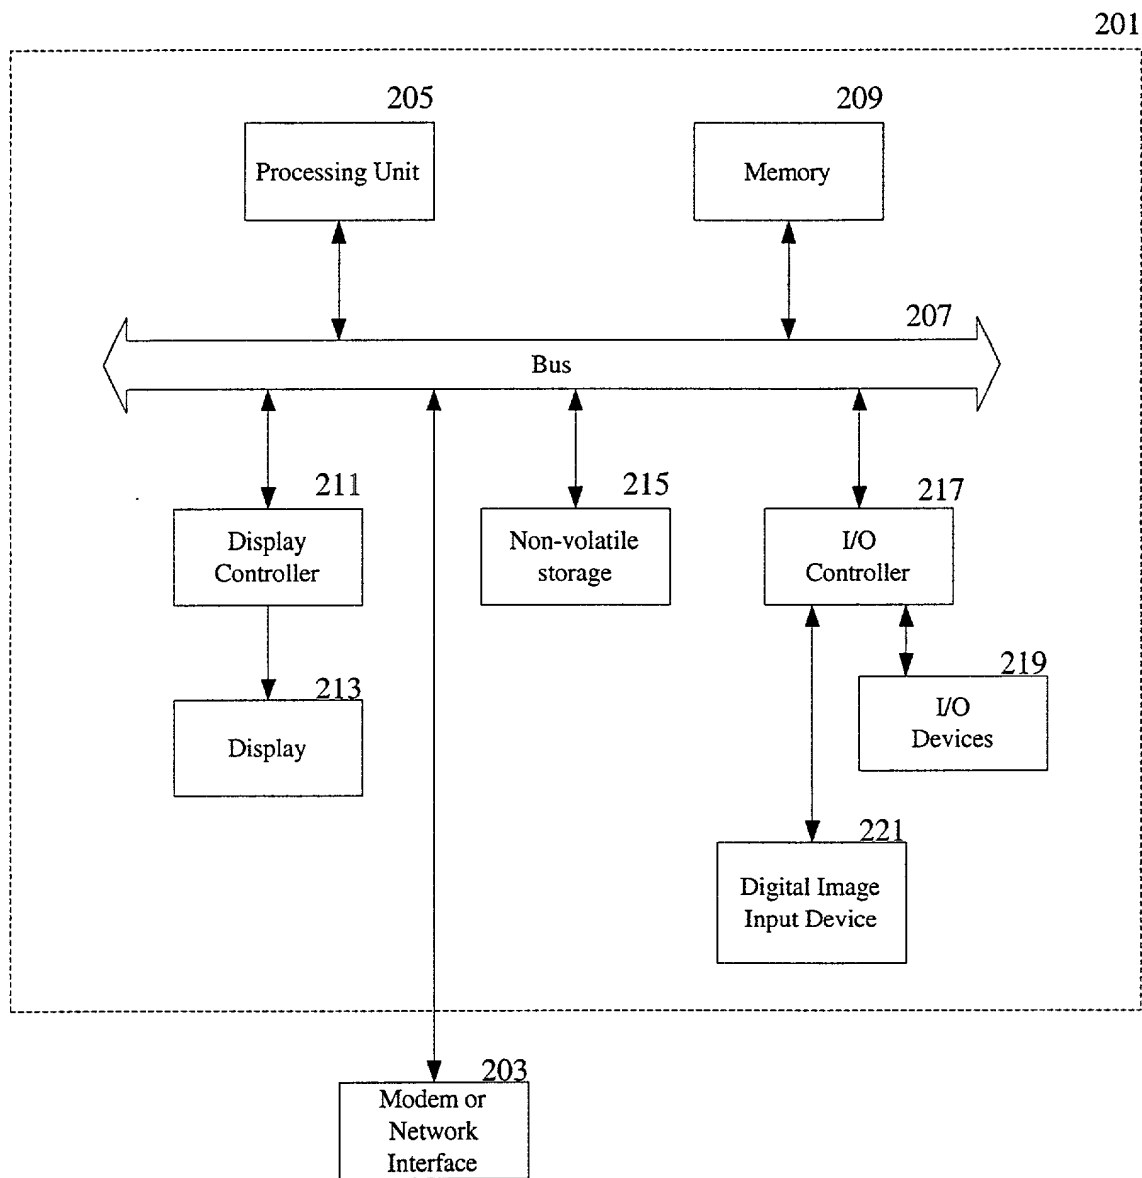 201
205
209
Processing Unit
Memory
207
Bus
211
215
217
Display
Controller
Non-volatile
storage
I/O
Controller
213
219
Display
I/O
Devices
221
Digital Image
Input Device
203
Modem or
Network
Interface